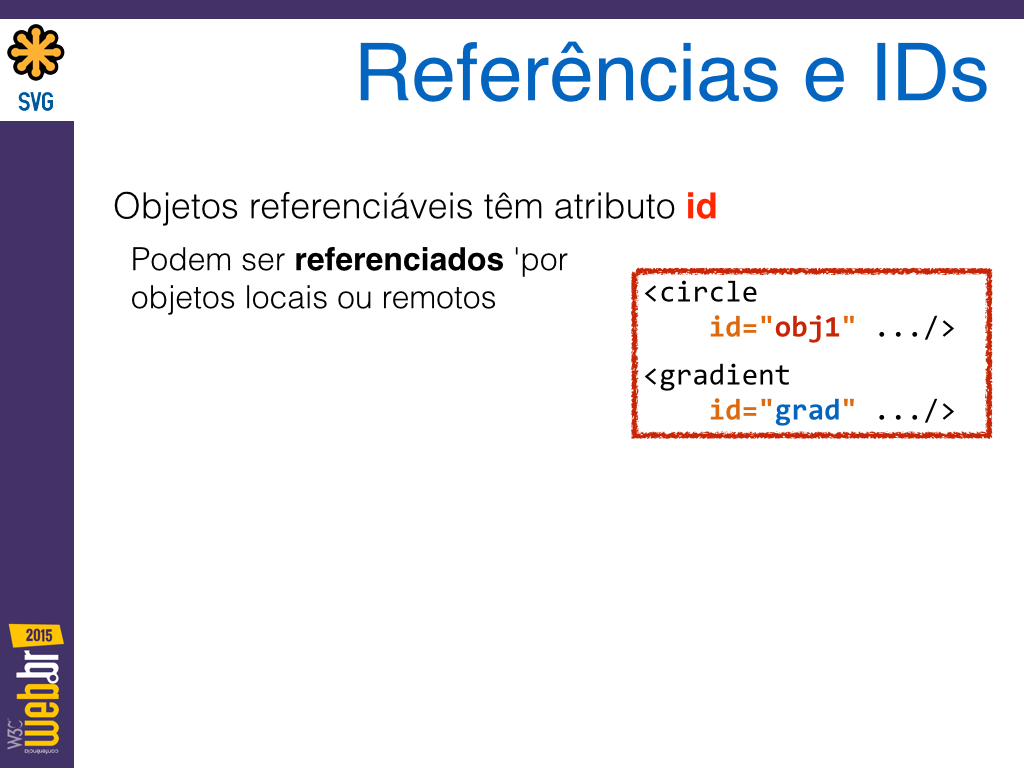 SVG
Referências e IDs
Objetos referenciáveis têm atributo id
Podem ser referenciados 'por
objetos locais ou remotos
<circle
id="obj1" .../>
<gradient
id="grad" .../>
2015
W3C conferência web.br